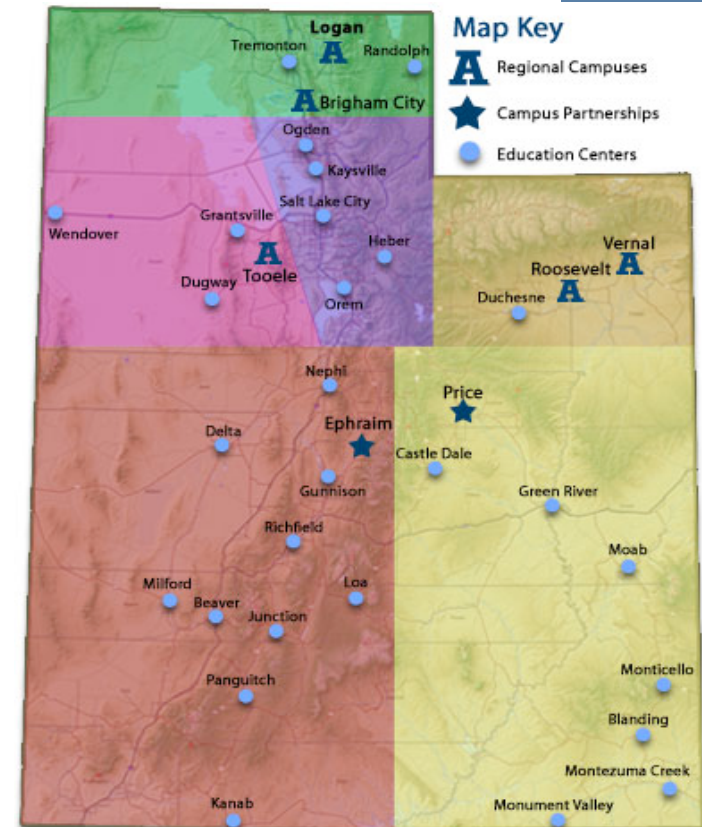 Map Key
Regional Campuses
Campus Partnerships
Education Centers
Logan
Tremonton
Randolph
Brigham City
Ogden
Kaysville
Salt Lake City
Grantsville
Wendover
Heber
Tooele
Dugway
Orem
Vernal
Roosevelt
Duchesne
Nephi
Price
Ephraim
Delta
Castle Dale
Gunnison
Green River
Richfield
Moab
Milford
Loa
Beaver
Junction
Monticello
Panguitch
Blanding
Montezuma Creek
Kanab
Monument Valley